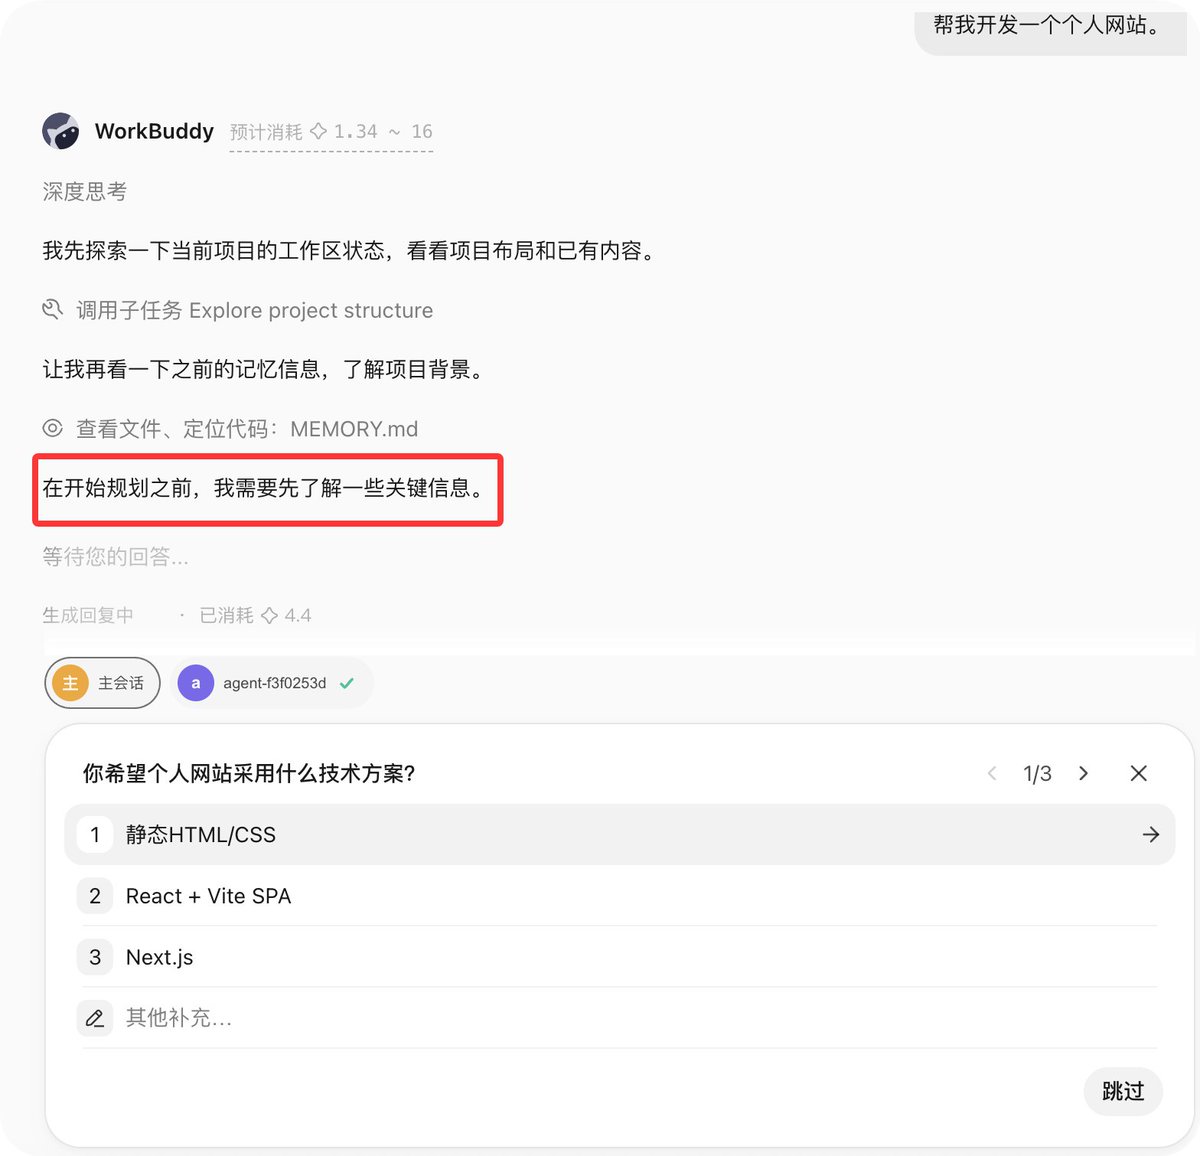 帮我开发一个个人网站。
WorkBuddy 预计消耗 1.34 ~ 16
深度思考
我先探索一下当前项目的工作区状态，看看项目布局和已有内容。
调用子任务 Explore project structure
让我再看一下之前的记忆信息，了解项目背景。
查看文件、定位代码：MEMORY.md
在开始规划之前，我需要先了解一些关键信息。
等待您的回答...
生成回复中 · 已消耗 4.4
主 主会话 a agent-f3f0253d
你希望个人网站采用什么技术方案? 1/3
1 静态HTML/CSS
2 React + Vite SPA
3 Next.js
其他补充...
跳过